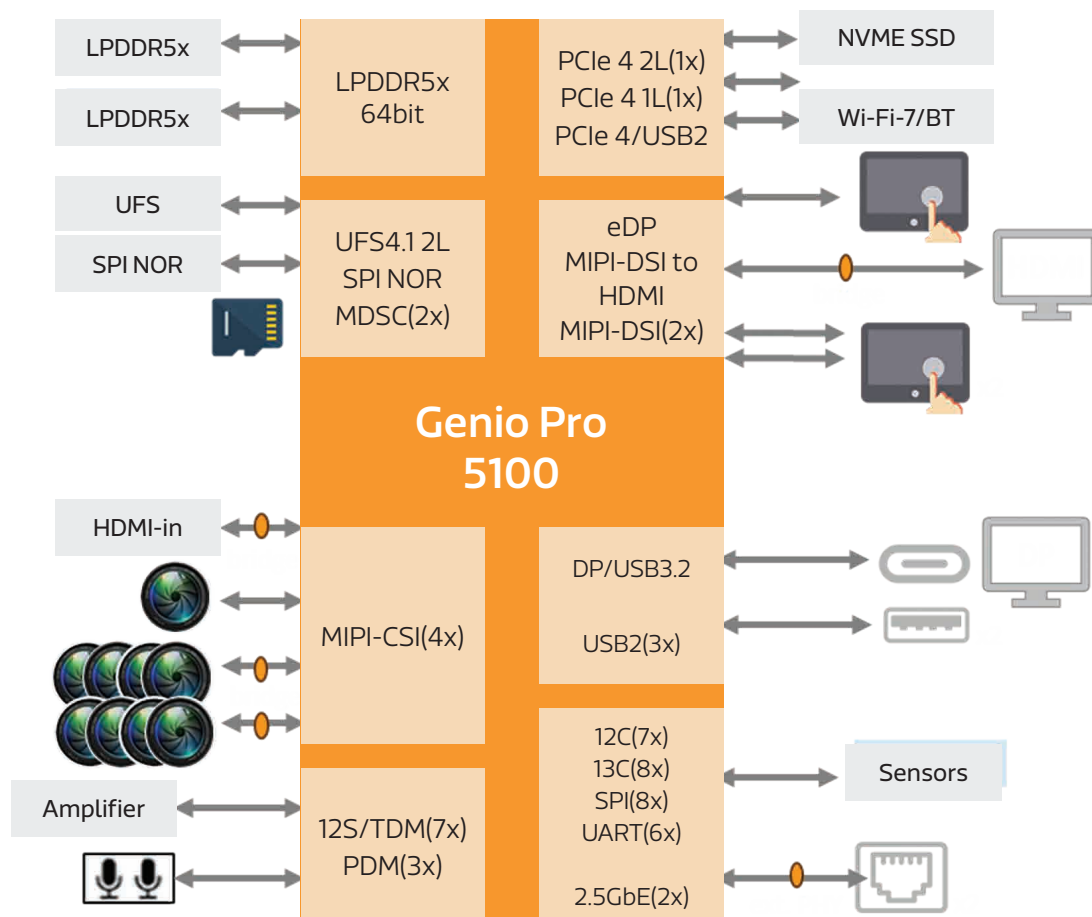 LPDDR5x
LPDDR5x
UFS
SPI NOR
HDMI-in
Amplifier
LPDDR5x
64bit
UFS4.1 2L
SPI NOR
MDSC(2x)
Genio Pro
5100
MIPI-CSI(4x)
12S/TDM(7x)
PDM(3x)
PCIe 4 2L(1x)
PCIe 4 1L(1x)
PCIe 4/USB2
eDP
MIPI-DSI to
HDMI
MIPI-DSI(2x)
DP/USB3.2
USB2(3x)
12C(7x)
13C(8x)
SPI(8x)
UART(6x)
2.5GbE(2x)
NVME SSD
Wi-Fi-7/BT
Sensors